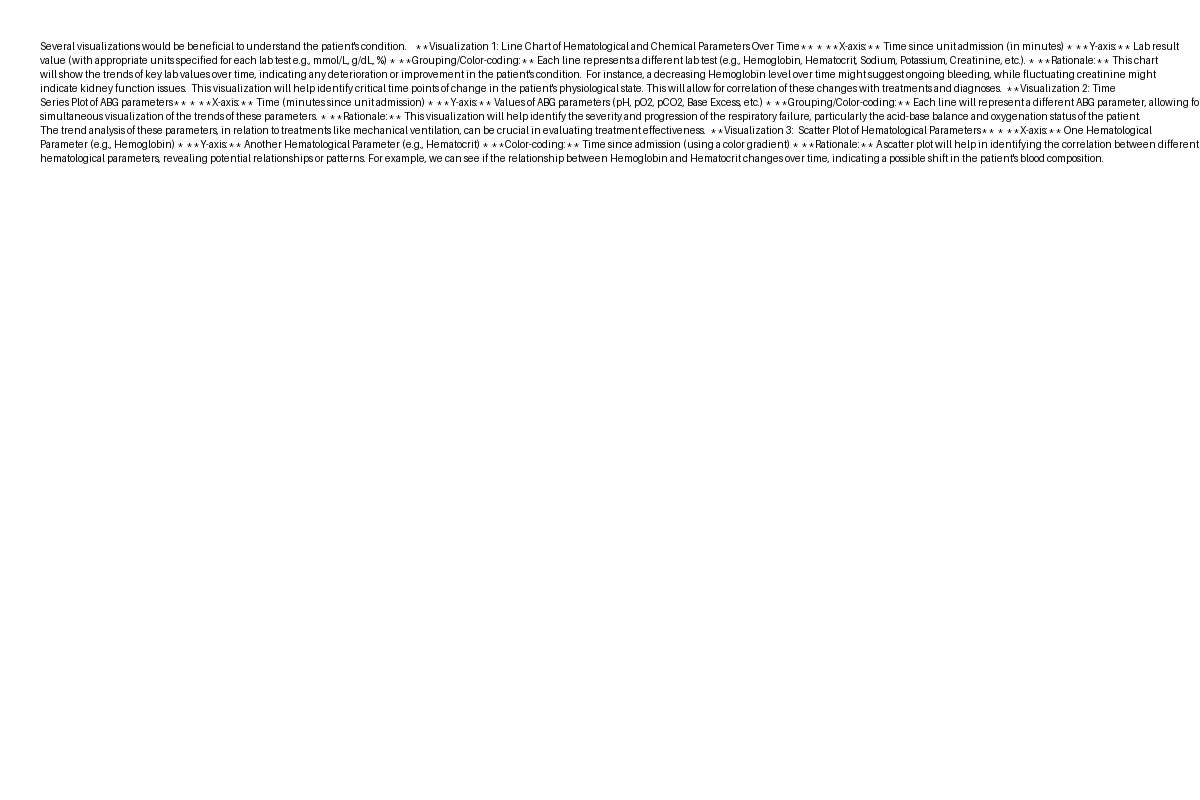 Several visualizations would be beneficial to understand the patient's condition.   **Visualization 1: Line Chart of Hematological and Chemical Parameters Over Time** * **X-axis:** Time since unit admission (in minutes) * **Y-axis:** Lab result
value (with appropriate units specified for each lab test e.g., mmol/L, g/dL, %) * **Grouping/Color-coding:** Each line represents a different lab test (e.g., Hemoglobin, Hematocrit, Sodium, Potassium, Creatinine, etc.). * **Rationale:** This chart
will show the trends of key lab values over time, indicating any deterioration or improvement in the patient's condition.  For instance, a decreasing Hemoglobin level over time might suggest ongoing bleeding, while fluctuating creatinine might
indicate kidney function issues.  This visualization will help identify critical time points of change in the patient's physiological state. This will allow for correlation of these changes with treatments and diagnoses.  **Visualization 2: Time
Series Plot of ABG parameters** * **X-axis:** Time (minutes since unit admission) * **Y-axis:** Values of ABG parameters (pH, pO2, pCO2, Base Excess, etc.) * **Grouping/Color-coding:** Each line will represent a different ABG parameter, allowing fo
simultaneous visualization of the trends of these parameters. * **Rationale:** This visualization will help identify the severity and progression of the respiratory failure, particularly the acid-base balance and oxygenation status of the patient.
The trend analysis of these parameters, in relation to treatments like mechanical ventilation, can be crucial in evaluating treatment effectiveness.  **Visualization 3:  Scatter Plot of Hematological Parameters** * **X-axis:** One Hematological
Parameter (e.g., Hemoglobin) * **Y-axis:** Another Hematological Parameter (e.g., Hematocrit) * **Color-coding:** Time since admission (using a color gradient) * **Rationale:** A scatter plot will help in identifying the correlation between different
hematological parameters, revealing potential relationships or patterns. For example, we can see if the relationship between Hemoglobin and Hematocrit changes over time, indicating a possible shift in the patient's blood composition.